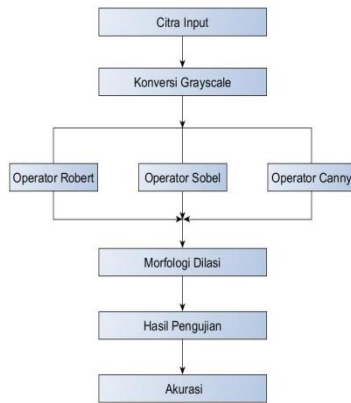 Citra Input
Konversi Grayscale
Operator Robert
Operator Sobel
Operator Canny
Morfologi Dilasi
Hasil Pengujian
Akurasi